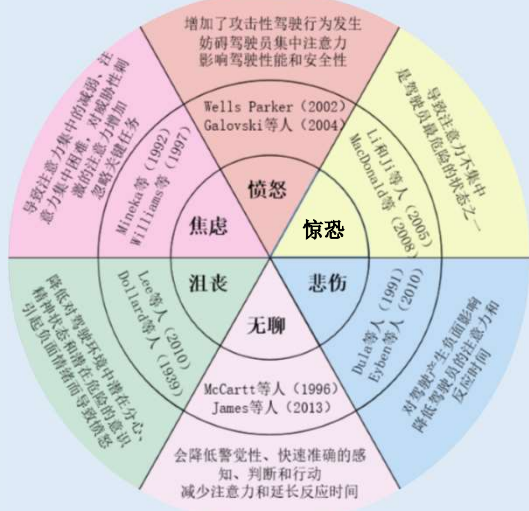 增加了攻击性驾驶行为发生
妨碍驾驶员集中注意力
影响驾驶性能和安全性
Wells Parker（2002）
Galovski等人（2004）
愤怒
导致注意力不集中
是驾驶员最危险的状态之一
Li和Ji等人（2005）
MacDonald等（2008）
惊恐
对驾驶产生负面影响
降低驾驶员的注意力和
反应时间
Dula等人（1991）
Eyben等人（2010）
悲伤
无聊
McCartt等人（1996）
James等人（2013）
会降低警觉性、快速准确的感
知、判断和行动
减少注意力和延长反应时间
沮丧
Lee等人（2010）
Dollard等人（1939）
降低对驾驶环境中潜在分心、
精神状态和潜在危险的意识
引起负面情绪而导致愤怒
焦虑
Mineka等（1992）
Williams等（1997）
导致注意力集中的减弱、注
意力集中困难，对威胁性刺
激的注意力增加
忽略关键任务